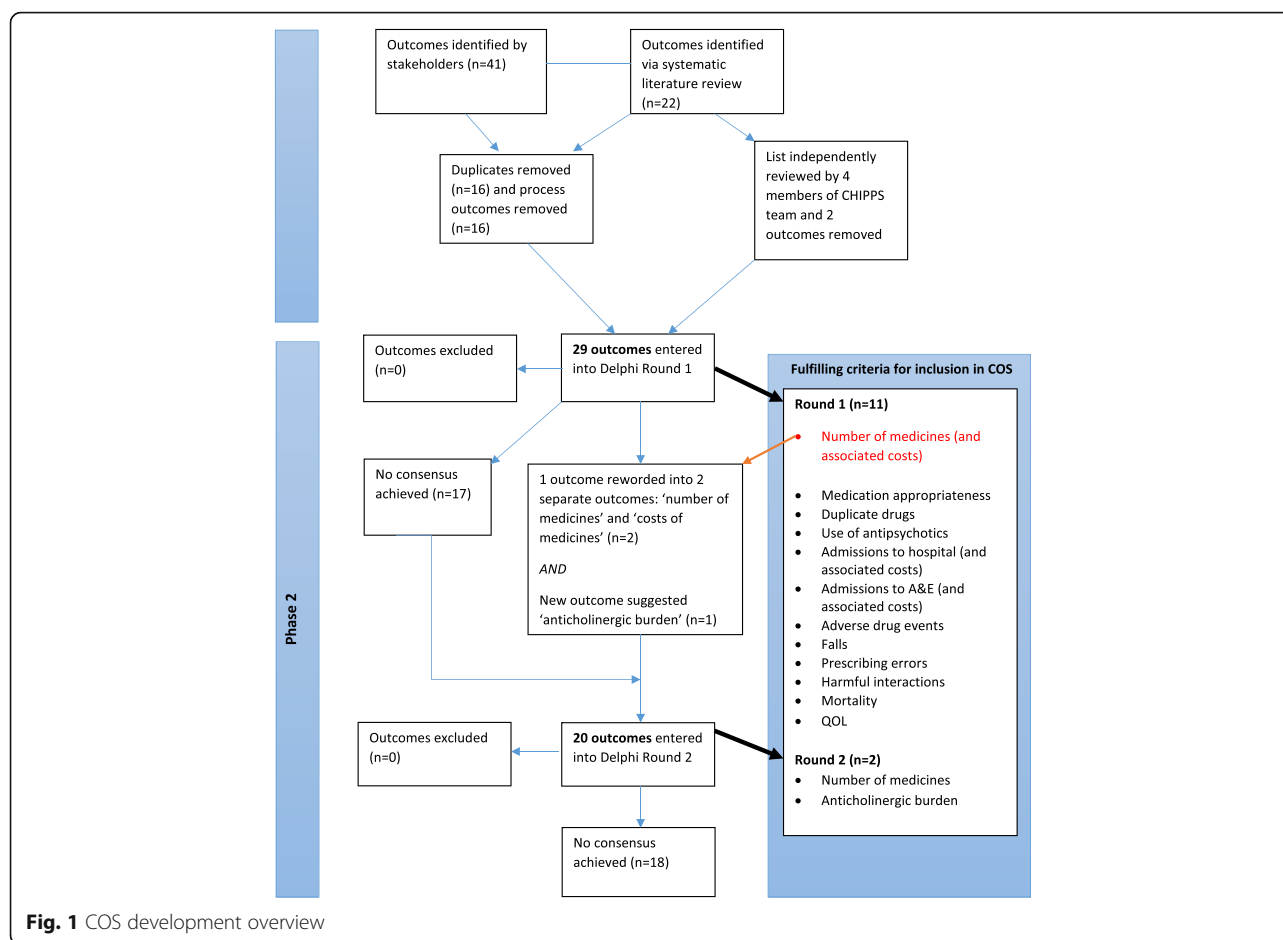 Outcomes identified by
stakeholders (n=41)
Outcomes identified
via systematic
literature review
(n=22)
Duplicates removed
(n=16) and process
outcomes removed
(n=16)
List independently
reviewed by 4
members of CHIPPS
team and 2
outcomes removed
Phase 2
29 outcomes entered
into Delphi Round 1
Outcomes excluded
(n=0)
No consensus
achieved (n=17)
1 outcome reworded into 2
separate outcomes: ‘number of
medicines’ and ‘costs of
medicines’ (n=2)
AND
New outcome suggested
‘anticholinergic burden’ (n=1)
20 outcomes entered
into Delphi Round 2
Outcomes excluded
(n=0)
No consensus
achieved (n=18)
Fulfilling criteria for inclusion in COS
Round 1 (n=11)
• Number of medicines (and
associated costs)
• Medication appropriateness
• Duplicate drugs
• Use of antipsychotics
• Admissions to hospital (and
associated costs)
• Admissions to A&E (and
associated costs)
• Adverse drug events
• Falls
• Prescribing errors
• Harmful interactions
• Mortality
• QOL
Round 2 (n=2)
• Number of medicines
• Anticholinergic burden
Fig. 1 COS development overview